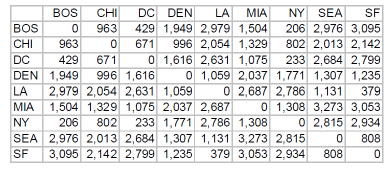 BOS CHI DC DEN LA MIA NY SEA SF
BOS 0 963 429 1,949 2,979 1,504 206 2,976 3,095
CHI 963 0 671 996 2,054 1,329 802 2,013 2,142
DC 429 671 0 1,616 2,631 1,075 233 2,684 2,799
DEN 1,949 996 1,616 0 1,059 2,037 1,771 1,307 1,235
LA 2,979 2,054 2,631 1,059 0 2,687 2,786 1,131 379
MIA 1,504 1,329 1,075 2,037 2,687 0 1,308 3,273 3,053
NY 206 802 233 1,771 2,786 1,308 0 2,815 2,934
SEA 2,976 2,013 2,684 1,307 1,131 3,273 2,815 0 808
SF 3,095 2,142 2,799 1,235 379 3,053 2,934 808 0